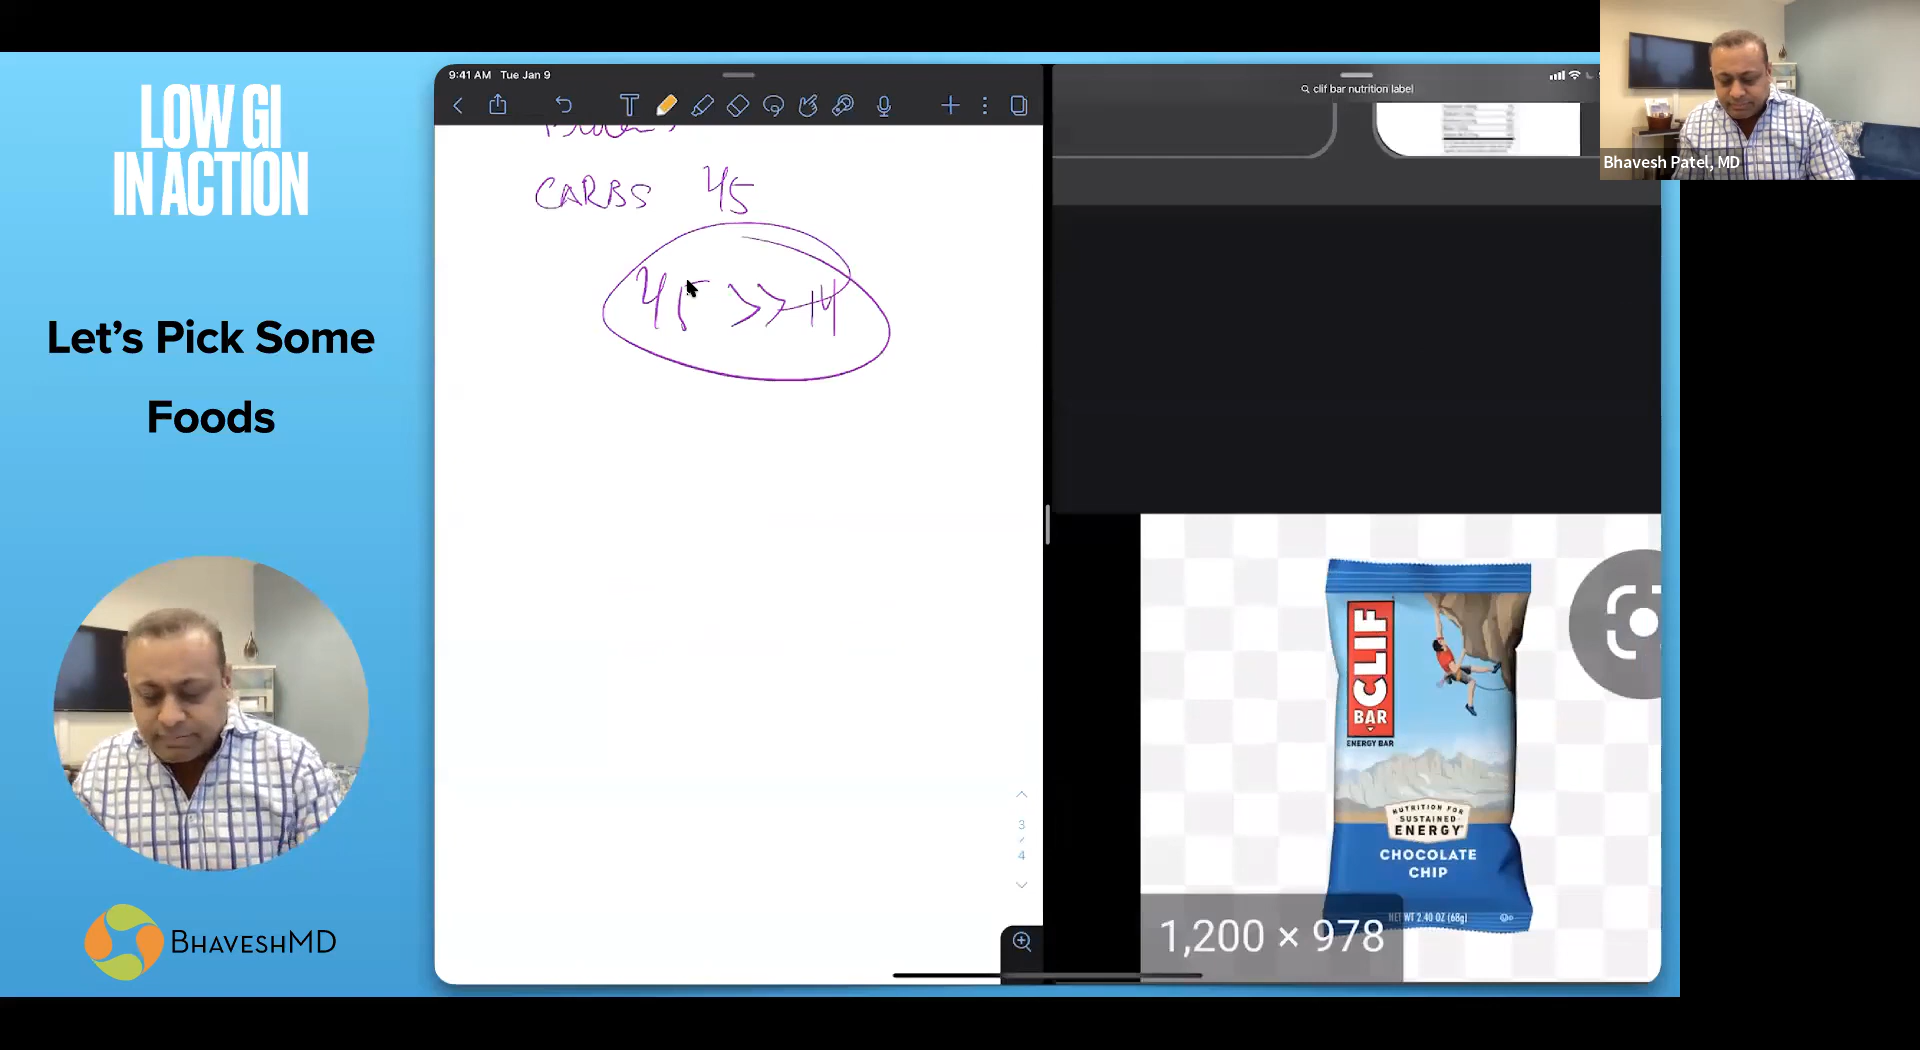 LOW GI
IN ACTION
Let's Pick Some
Foods
BHAVESHMD
9:41 AM Tue Jan 9
CARBS 45
45 >> 14
3
/
4
clif bar nutrition label
CLIF
BAR
ENERGY BAR
NUTRITION FOR
SUSTAINED
ENERGY
CHOCOLATE
CHIP
NET WT 2.40 OZ (68g)
1,200 × 978
Bhavesh Patel, MD